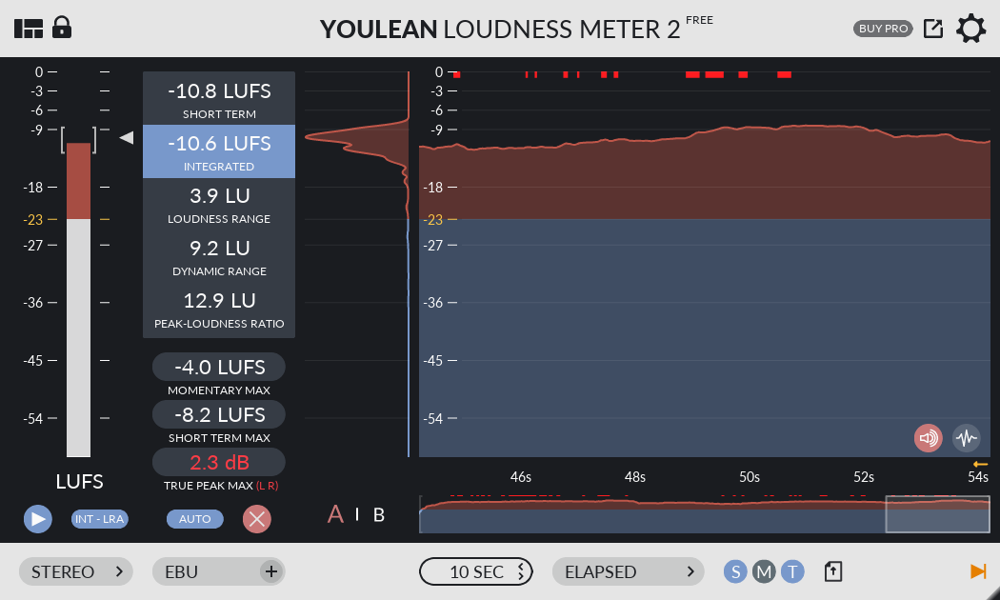 YOULEAN LOUDNESS METER 2 FREE
BUY PRO
0
-3
-6
-9
-18
-23
-27
-36
-45
-54
LUFS
-10.8 LUFS
SHORT TERM
-10.6 LUFS
INTEGRATED
3.9 LU
LOUDNESS RANGE
9.2 LU
DYNAMIC RANGE
12.9 LU
PEAK-LOUDNESS RATIO
-4.0 LUFS
MOMENTARY MAX
-8.2 LUFS
SHORT TERM MAX
2.3 dB
TRUE PEAK MAX (L R)
0
-3
-6
-9
-18
-23
-27
-36
-45
-54
46s 48s 50s 52s 54s
INT - LRA AUTO
A B
STEREO EBU 10 SEC ELAPSED S M T